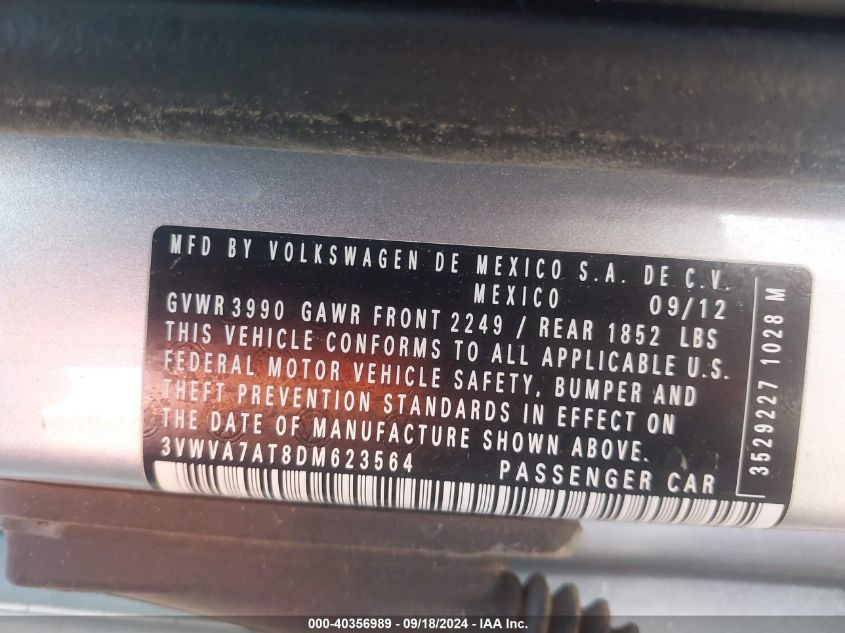 MFD BY VOLKSWAGEN DE MEXICO S.A. DE C.V.
MEXICO 09/12
GVWR 3990 GAWR FRONT 2249 / REAR 1852 LBS
THIS VEHICLE CONFORMS TO ALL APPLICABLE U.S.
FEDERAL MOTOR VEHICLE SAFETY, BUMPER AND
THEFT PREVENTION STANDARDS IN EFFECT ON
THE DATE OF MANUFACTURE SHOWN ABOVE.
3VWVA7AT8DM623564 PASSENGER CAR
3529227 1028 M
000-40356989 - 09/18/2024 - IAA Inc.